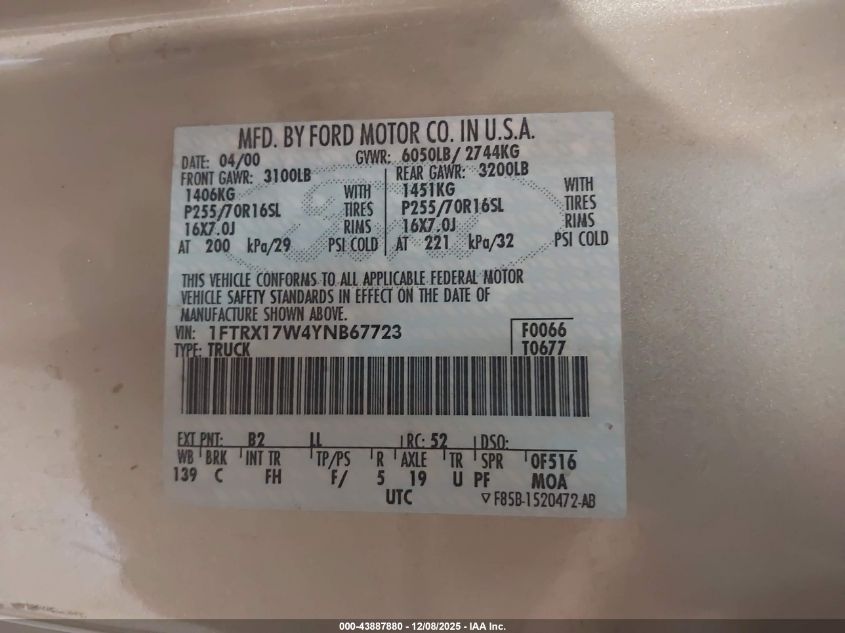 MFD. BY FORD MOTOR CO. IN U.S.A.
DATE: 04/00 GVWR: 6050LB/ 2744KG
FRONT GAWR: 3100LB REAR GAWR: 3200LB
1406KG WITH 1451KG WITH
P255/70R16SL TIRES P255/70R16SL TIRES
16X7.0J RIMS 16X7.0J RIMS
AT 200 kPa/29 PSI COLD AT 221 kPa/32 PSI COLD
THIS VEHICLE CONFORMS TO ALL APPLICABLE FEDERAL MOTOR
VEHICLE SAFETY STANDARDS IN EFFECT ON THE DATE OF
MANUFACTURE SHOWN ABOVE.
VIN: 1FTRX17W4YNB67723 F0066
TYPE: TRUCK T0677
EXT PNT: B2 LL RC: 52 DSO:
WB BRK INT TR TP/PS R AXLE TR SPR 0F516
139 C FH F/ 5 19 U PF MOA
UTC F85B-1520472-AB
000-43887880 - 12/08/2025 - IAA Inc.